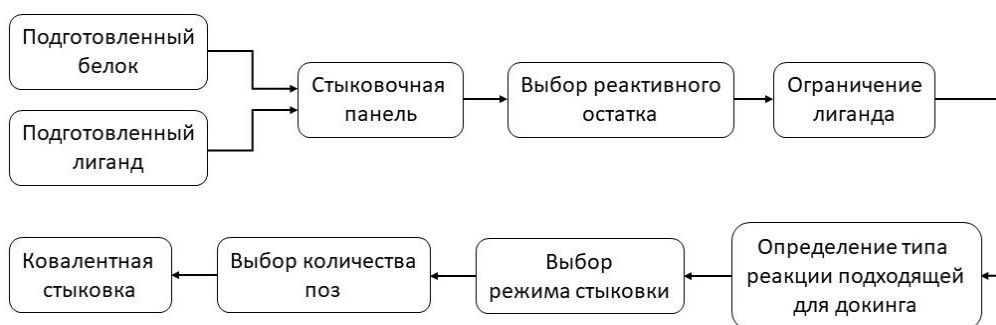 Подготовленный
белок
Подготовленный
лиганд
Стыковочная
панель
Выбор реактивного
остатка
Ограничение
лиганда
Ковалентная
стыковка
Выбор количества
поз
Выбор
режима стыковки
Определение типа
реакции подходящей
для докинга